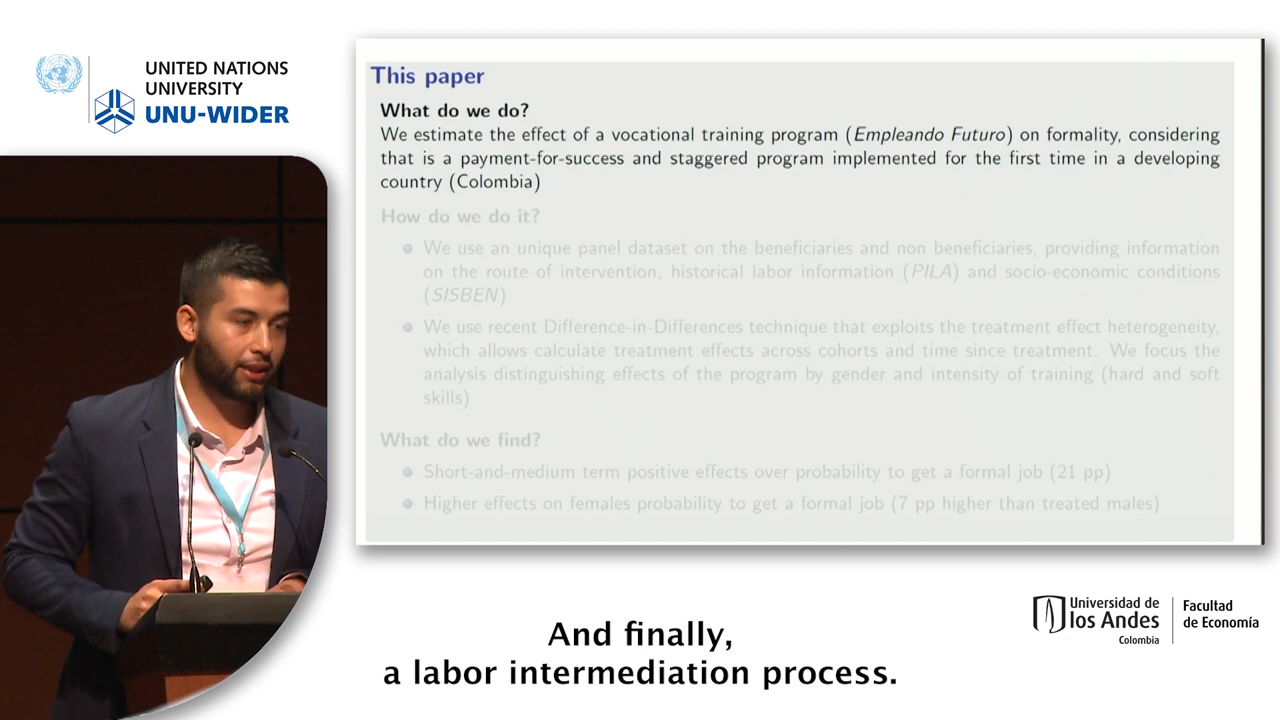 UNITED NATIONS
UNIVERSITY
UNU-WIDER
This paper
What do we do?
We estimate the effect of a vocational training program (Empleando Futuro) on formality, considering
that is a payment-for-success and staggered program implemented for the first time in a developing
country (Colombia)
How do we do it?
We use an unique panel dataset on the beneficiaries and non beneficiaries, providing information
on the route of intervention, historical labor information (PILA) and socio-economic conditions
(SISBEN)
We use recent Difference-in-Differences technique that exploits the treatment effect heterogeneity,
which allows calculate treatment effects across cohorts and time since treatment. We focus the
analysis distinguishing effects of the program by gender and intensity of training (hard and soft
skills)
What do we find?
Short-and-medium term positive effects over probability to get a formal job (21 pp)
Higher effects on females probability to get a formal job (7 pp higher than treated males)
Universidad de
los Andes
Colombia
Facultad
de Economía
And finally,
a labor intermediation process.